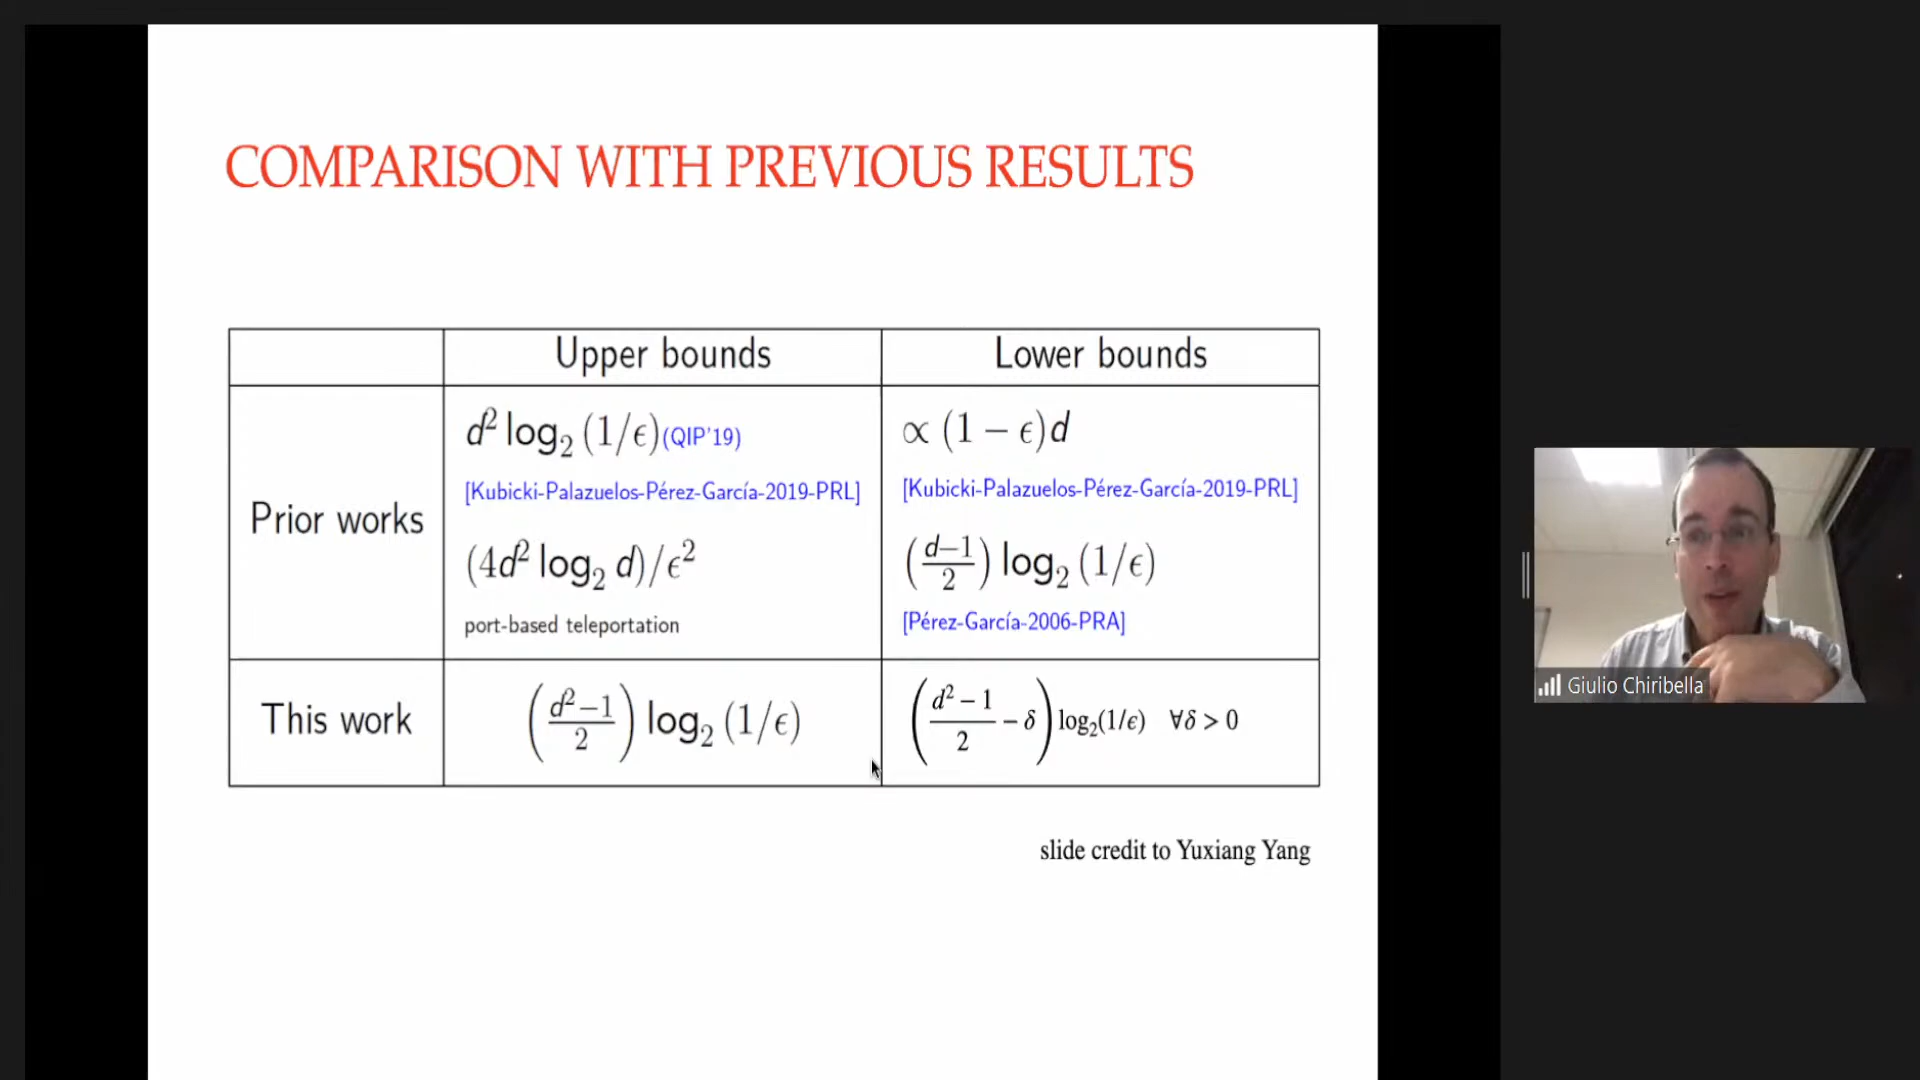 COMPARISON WITH PREVIOUS RESULTS
Upper bounds
Lower bounds
Prior works
d² log₂ (1/ϵ)(QIP'19)
[Kubicki-Palazuelos-Pérez-García-2019-PRL]
(4d² log₂ d)/ϵ²
port-based teleportation
∝ (1 − ϵ)d
[Kubicki-Palazuelos-Pérez-García-2019-PRL]
((d−1)/2) log₂ (1/ϵ)
[Pérez-García-2006-PRA]
This work
((d²−1)/2) log₂ (1/ϵ)
((d² − 1)/2 − δ) log₂(1/ϵ) ∀δ > 0
slide credit to Yuxiang Yang
Giulio Chiribella